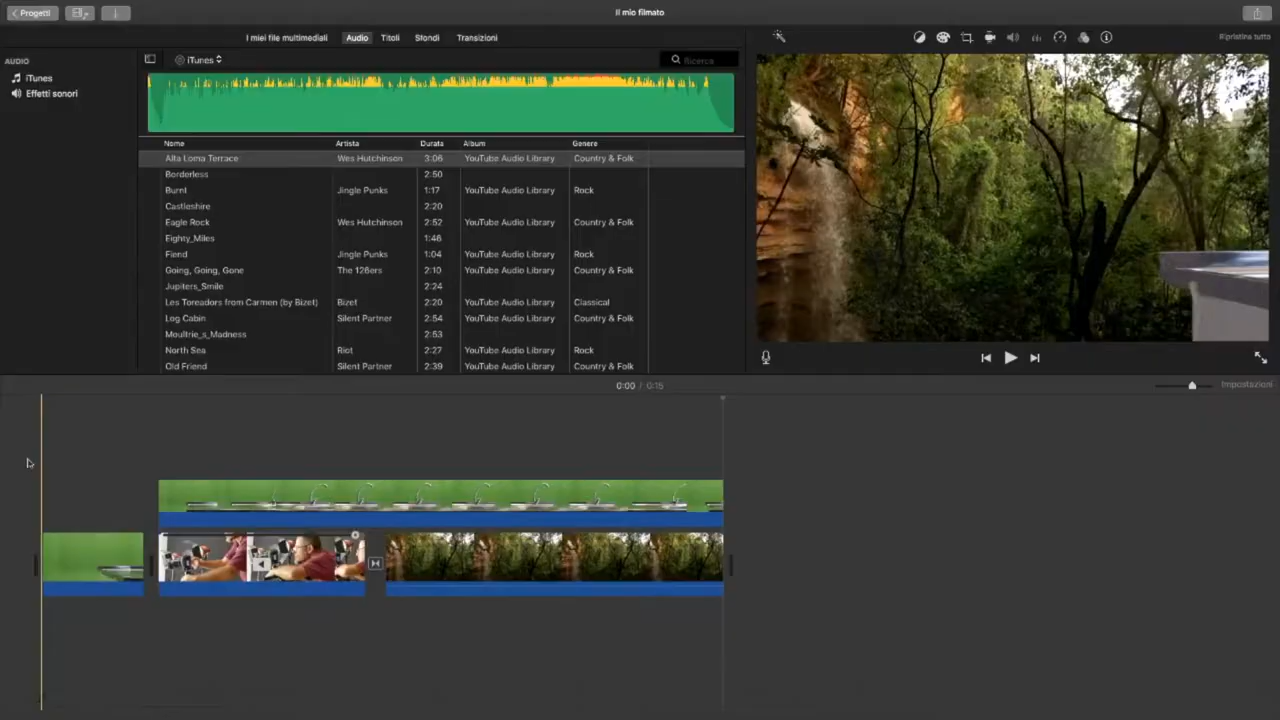 Progetti
Il mio filmato
I miei file multimediali Audio Titoli Sfondi Transizioni
Ripristina tutto
AUDIO
iTunes
Effetti sonori
iTunes
Ricerca
Nome Artista Durata Album Genere
Alta Loma Terrace Wes Hutchinson 3:06 YouTube Audio Library Country & Folk
Borderless 2:50
Burnt Jingle Punks 1:17 YouTube Audio Library Rock
Castleshire 2:20
Eagle Rock Wes Hutchinson 2:52 YouTube Audio Library Country & Folk
Eighty_Miles 1:46
Fiend Jingle Punks 1:04 YouTube Audio Library Rock
Going, Going, Gone The 126ers 2:10 YouTube Audio Library Country & Folk
Jupiters_Smile 2:24
Les Toreadors from Carmen (by Bizet) Bizet 2:20 YouTube Audio Library Classical
Log Cabin Silent Partner 2:54 YouTube Audio Library Country & Folk
Moultrie_s_Madness 2:53
North Sea Riot 2:27 YouTube Audio Library Rock
Old Friend Silent Partner 2:39 YouTube Audio Library Country & Folk
0:00 / 0:15
Impostazioni